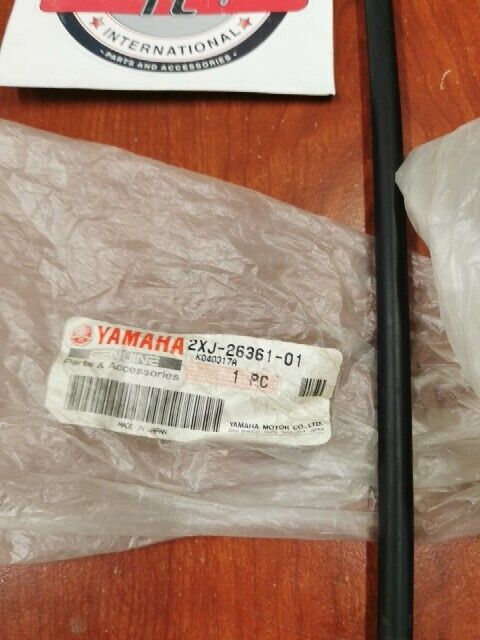 INTERNATIONAL
PARTS AND ACCESSORIES
YAMAHA
2XJ-26361-01
GENUINE
K040317A
Parts & Accessories
1 PC
MADE IN JAPAN
YAMAHA MOTOR CO.,LTD.